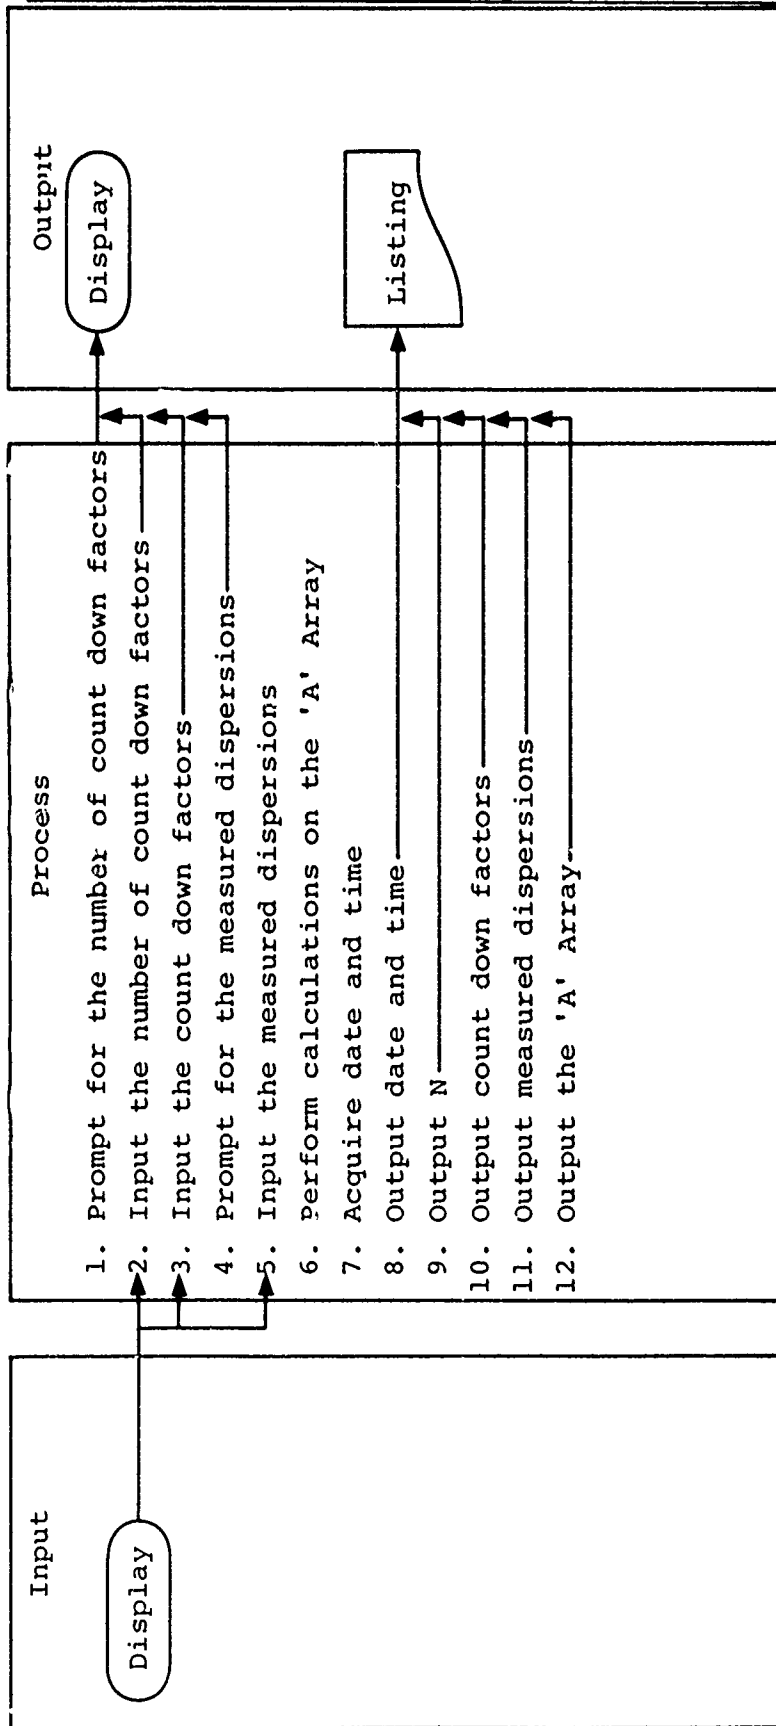 Input
Display
Process
1. Prompt for the number of count down factors
2. Input the number of count down factors
3. Input the count down factors
4. Prompt for the measured dispersions
5. Input the measured dispersions
6. Perform calculations on the 'A' Array
7. Acquire date and time
8. Output date and time
9. Output N
10. Output count down factors
11. Output measured dispersions
12. Output the 'A' Array
Output
Display
Listing